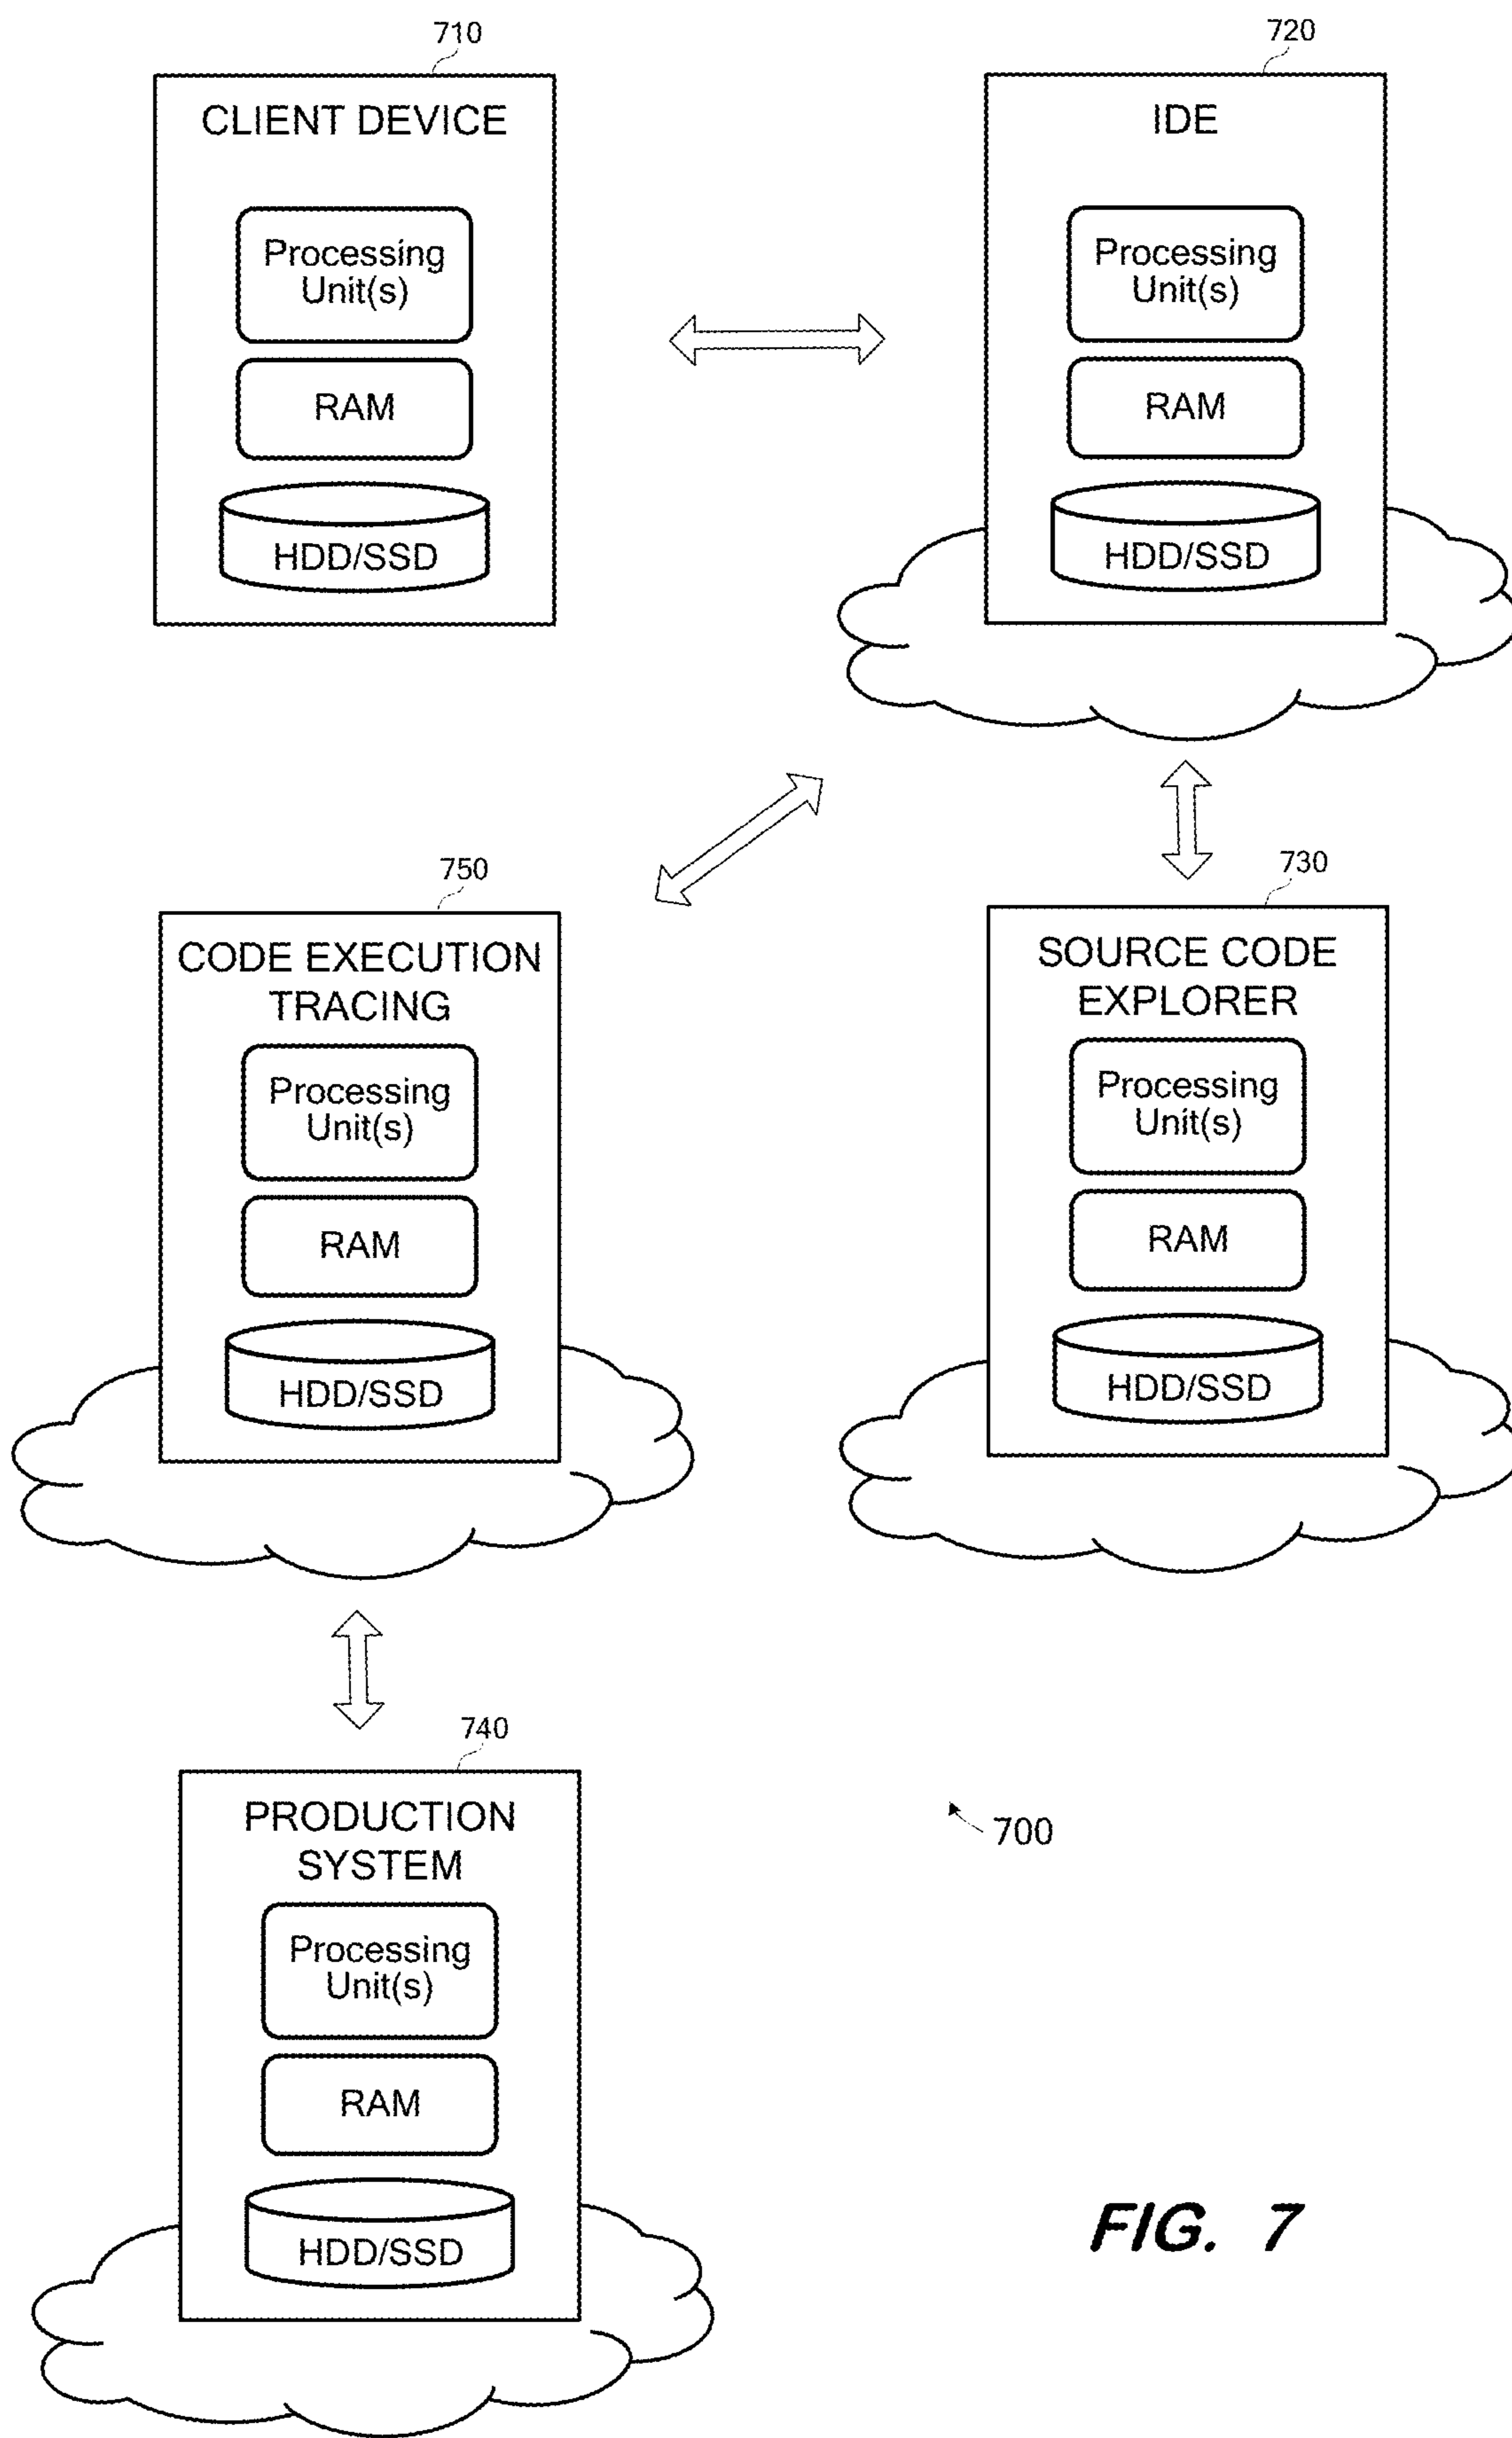 710
CLIENT DEVICE
Processing
Unit(s)
RAM
HDD/SSD
720
IDE
Processing
Unit(s)
RAM
HDD/SSD
750
CODE EXECUTION
TRACING
Processing
Unit(s)
RAM
HDD/SSD
730
SOURCE CODE
EXPLORER
Processing
Unit(s)
RAM
HDD/SSD
740
PRODUCTION
SYSTEM
Processing
Unit(s)
RAM
HDD/SSD
700
FIG. 7